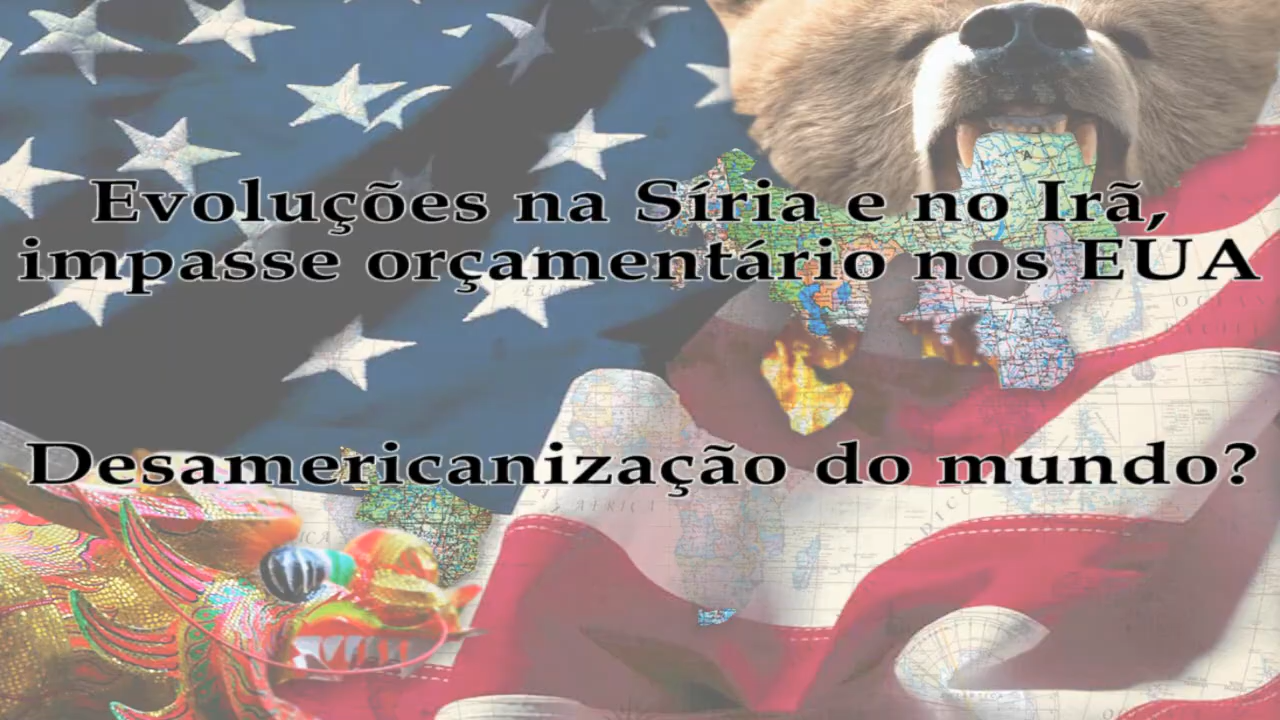 Evoluções na Síria e no Irã,
impasse orçamentário nos EUA
Desamericanização do mundo?